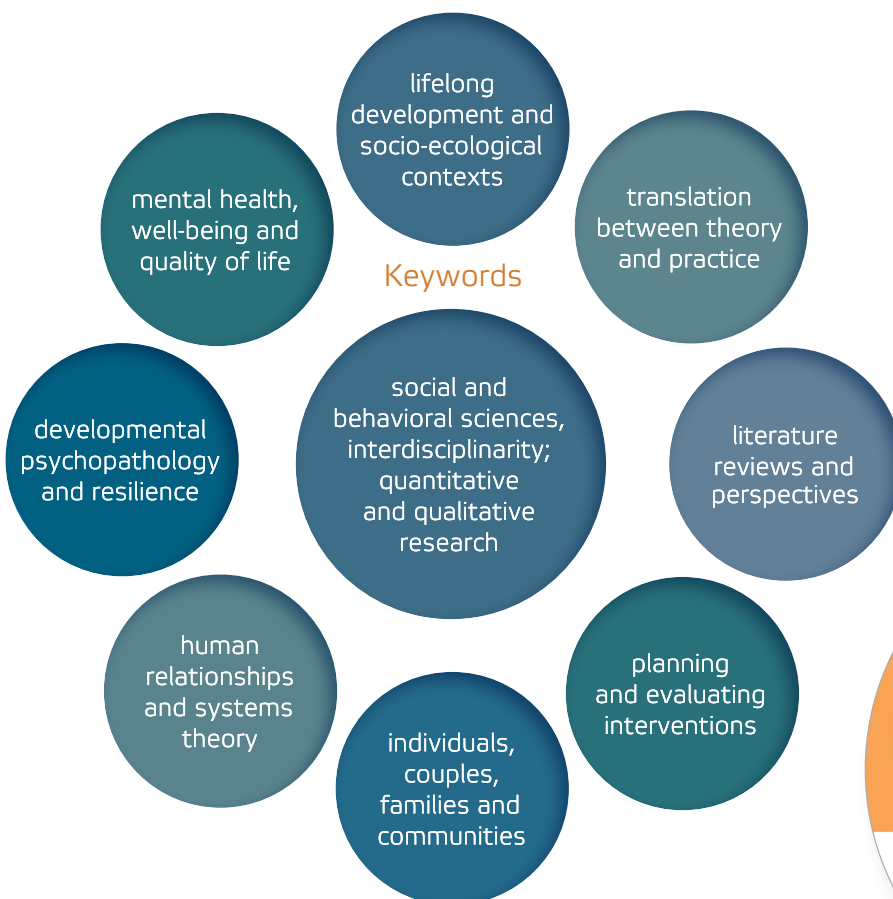 lifelong
development and
socio-ecological
contexts
mental health,
well-being and
quality of life
translation
between theory
and practice
Keywords
social and
behavioral sciences,
interdisciplinarity;
quantitative
and qualitative
research
developmental
psychopathology
and resilience
literature
reviews and
perspectives
human
relationships
and systems
theory
planning
and evaluating
interventions
individuals,
couples,
families and
communities